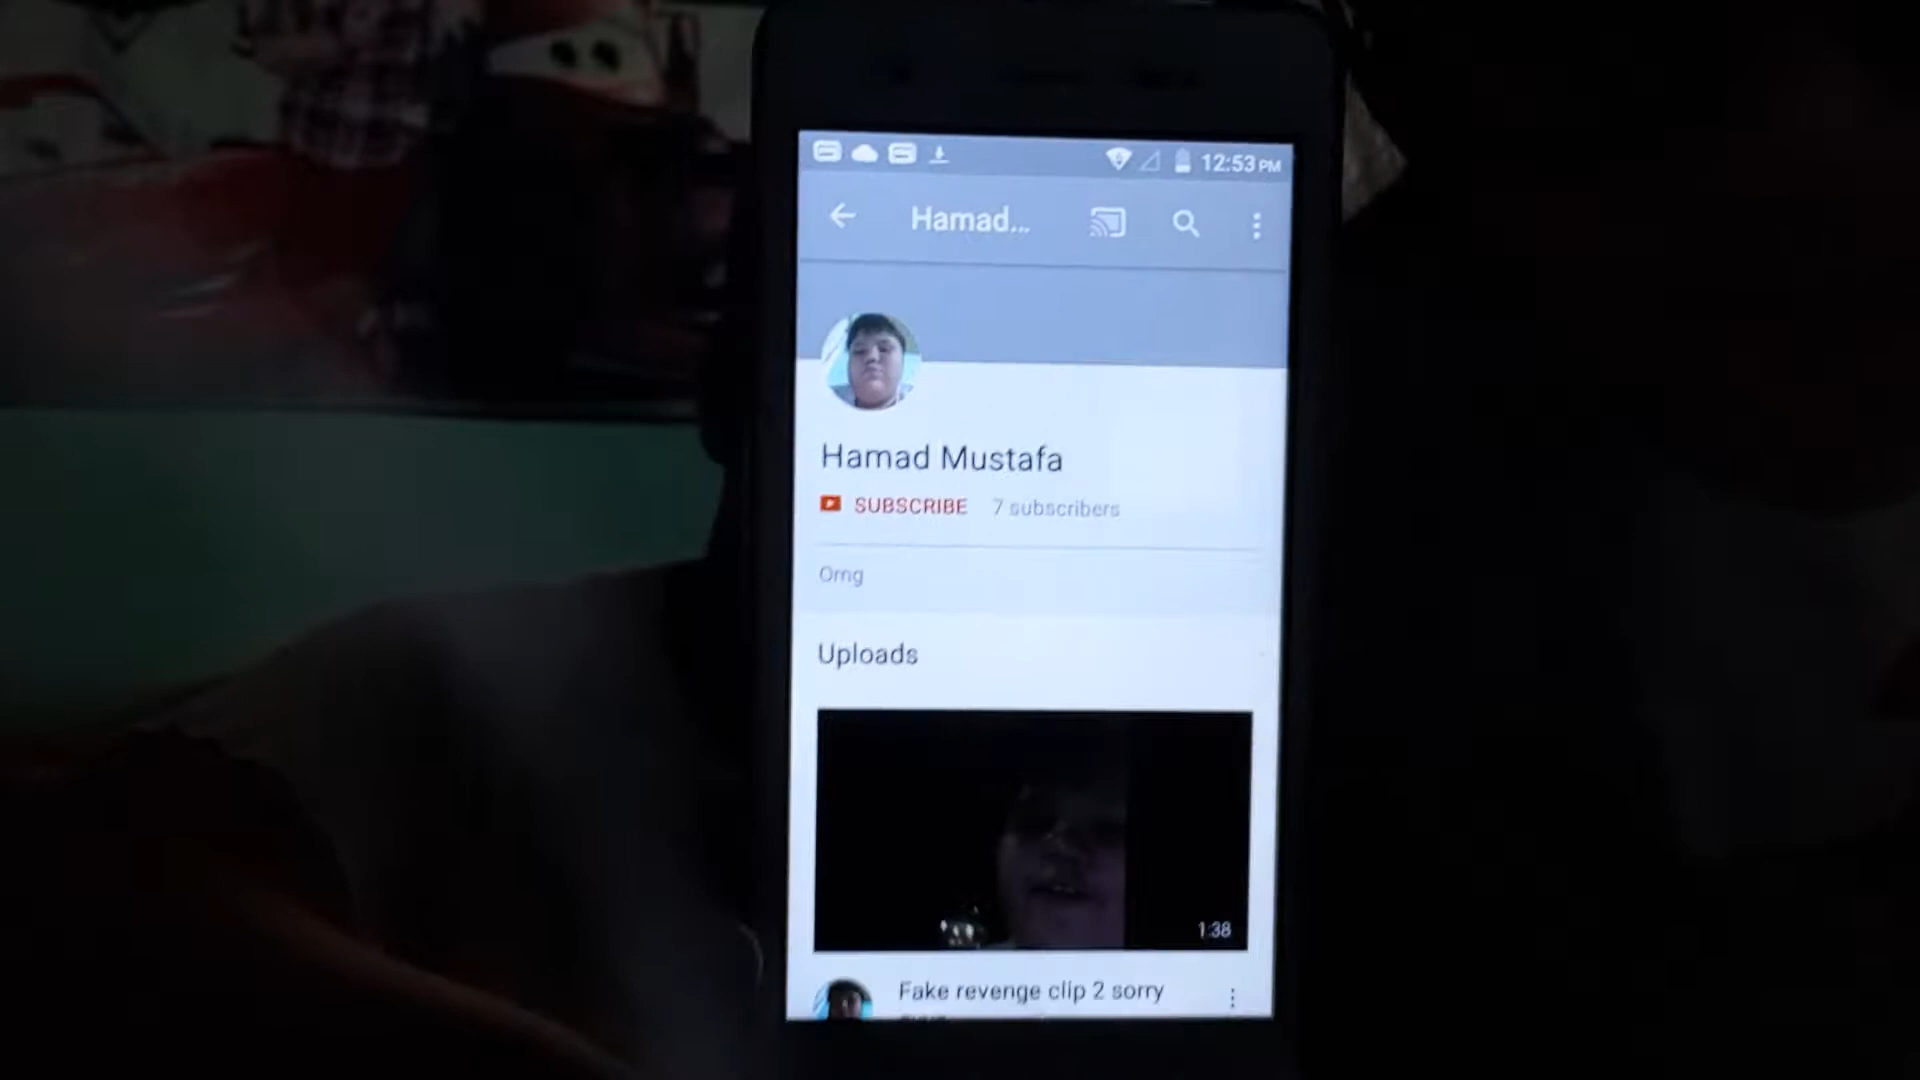 12:53 PM
Hamad...
Hamad Mustafa
SUBSCRIBE 7 subscribers
Omg
Uploads
1:38
Fake revenge clip 2 sorry